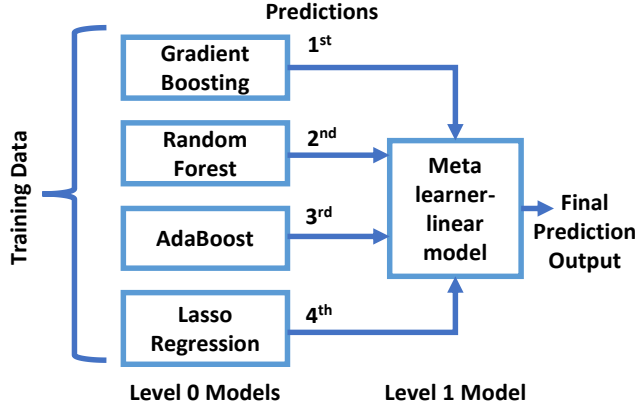 Predictions
Training Data
Gradient
Boosting
1st
Random
Forest
2nd
AdaBoost
3rd
Lasso
Regression
4th
Meta
learner-
linear
model
Final
Prediction
Output
Level 0 Models
Level 1 Model